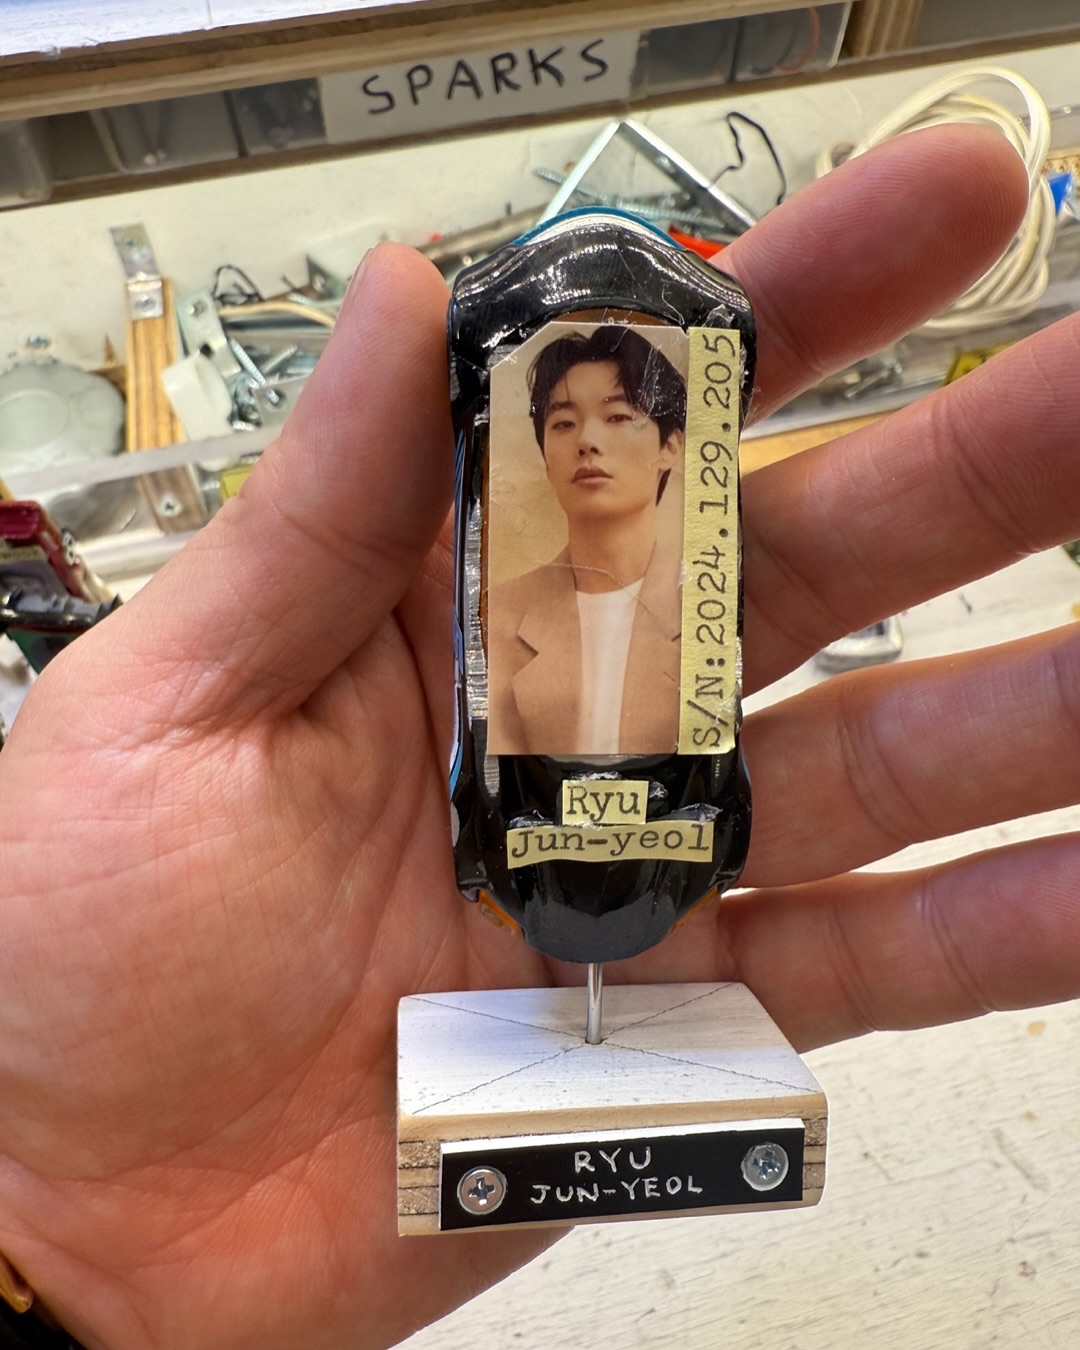 SPARKS
S/N:2024.129.205
Ryu
Jun-yeol
RYU
JUN-YEOL